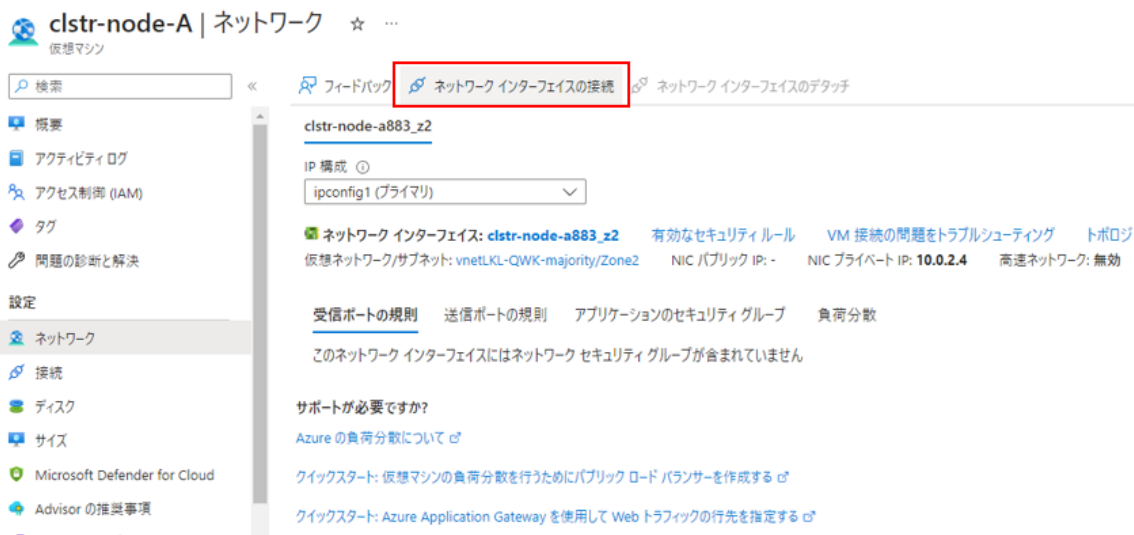 clstr-node-A | ネットワーク ☆ …
仮想マシン
検索 «
フィードバック ネットワーク インターフェイスの接続 ネットワーク インターフェイスのデタッチ
概要
アクティビティ ログ
アクセス制御 (IAM)
タグ
問題の診断と解決
設定
ネットワーク
接続
ディスク
サイズ
Microsoft Defender for Cloud
Advisor の推奨事項
clstr-node-a883_z2
IP 構成
ipconfig1 (プライマリ)
ネットワーク インターフェイス: clstr-node-a883_z2 有効なセキュリティ ルール VM 接続の問題をトラブルシューティング トポロジ
仮想ネットワーク/サブネット: vnetLKL-QWK-majority/Zone2 NIC パブリック IP: - NIC プライベート IP: 10.0.2.4 高速ネットワーク: 無効
受信ポートの規則 送信ポートの規則 アプリケーションのセキュリティ グループ 負荷分散
このネットワーク インターフェイスにはネットワーク セキュリティ グループが含まれていません
サポートが必要ですか?
Azure の負荷分散について
クイックスタート: 仮想マシンの負荷分散を行うためにパブリック ロード バランサーを作成する
クイックスタート: Azure Application Gateway を使用して Web トラフィックの行先を指定する